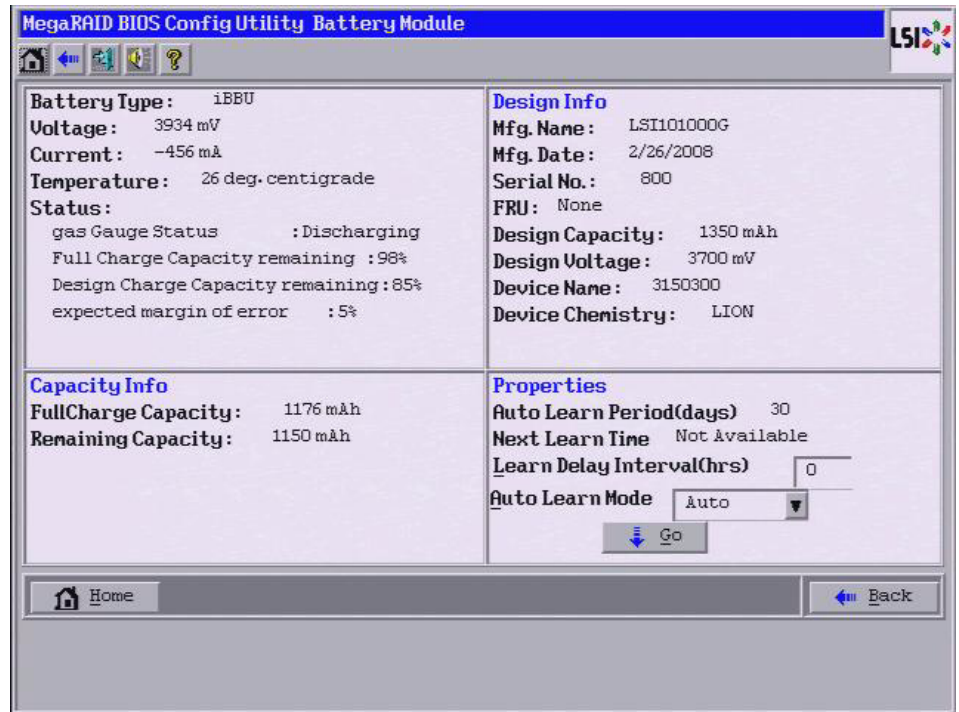 MegaRAID BIOS Config Utility Battery Module
LSI
Battery Type: iBBU
Voltage: 3934 mV
Current: -456 mA
Temperature: 26 deg. centigrade
Status:
gas Gauge Status :Discharging
Full Charge Capacity remaining :98%
Design Charge Capacity remaining:85%
expected margin of error :5%
Design Info
Mfg. Name: LSI101000G
Mfg. Date: 2/26/2008
Serial No.: 800
FRU: None
Design Capacity: 1350 mAh
Design Voltage: 3700 mV
Device Name: 3150300
Device Chemistry: LION
Capacity Info
FullCharge Capacity: 1176 mAh
Remaining Capacity: 1150 mAh
Properties
Auto Learn Period(days) 30
Next Learn Time Not Available
Learn Delay Interval(hrs) 0
Auto Learn Mode Auto
Go
Home
Back